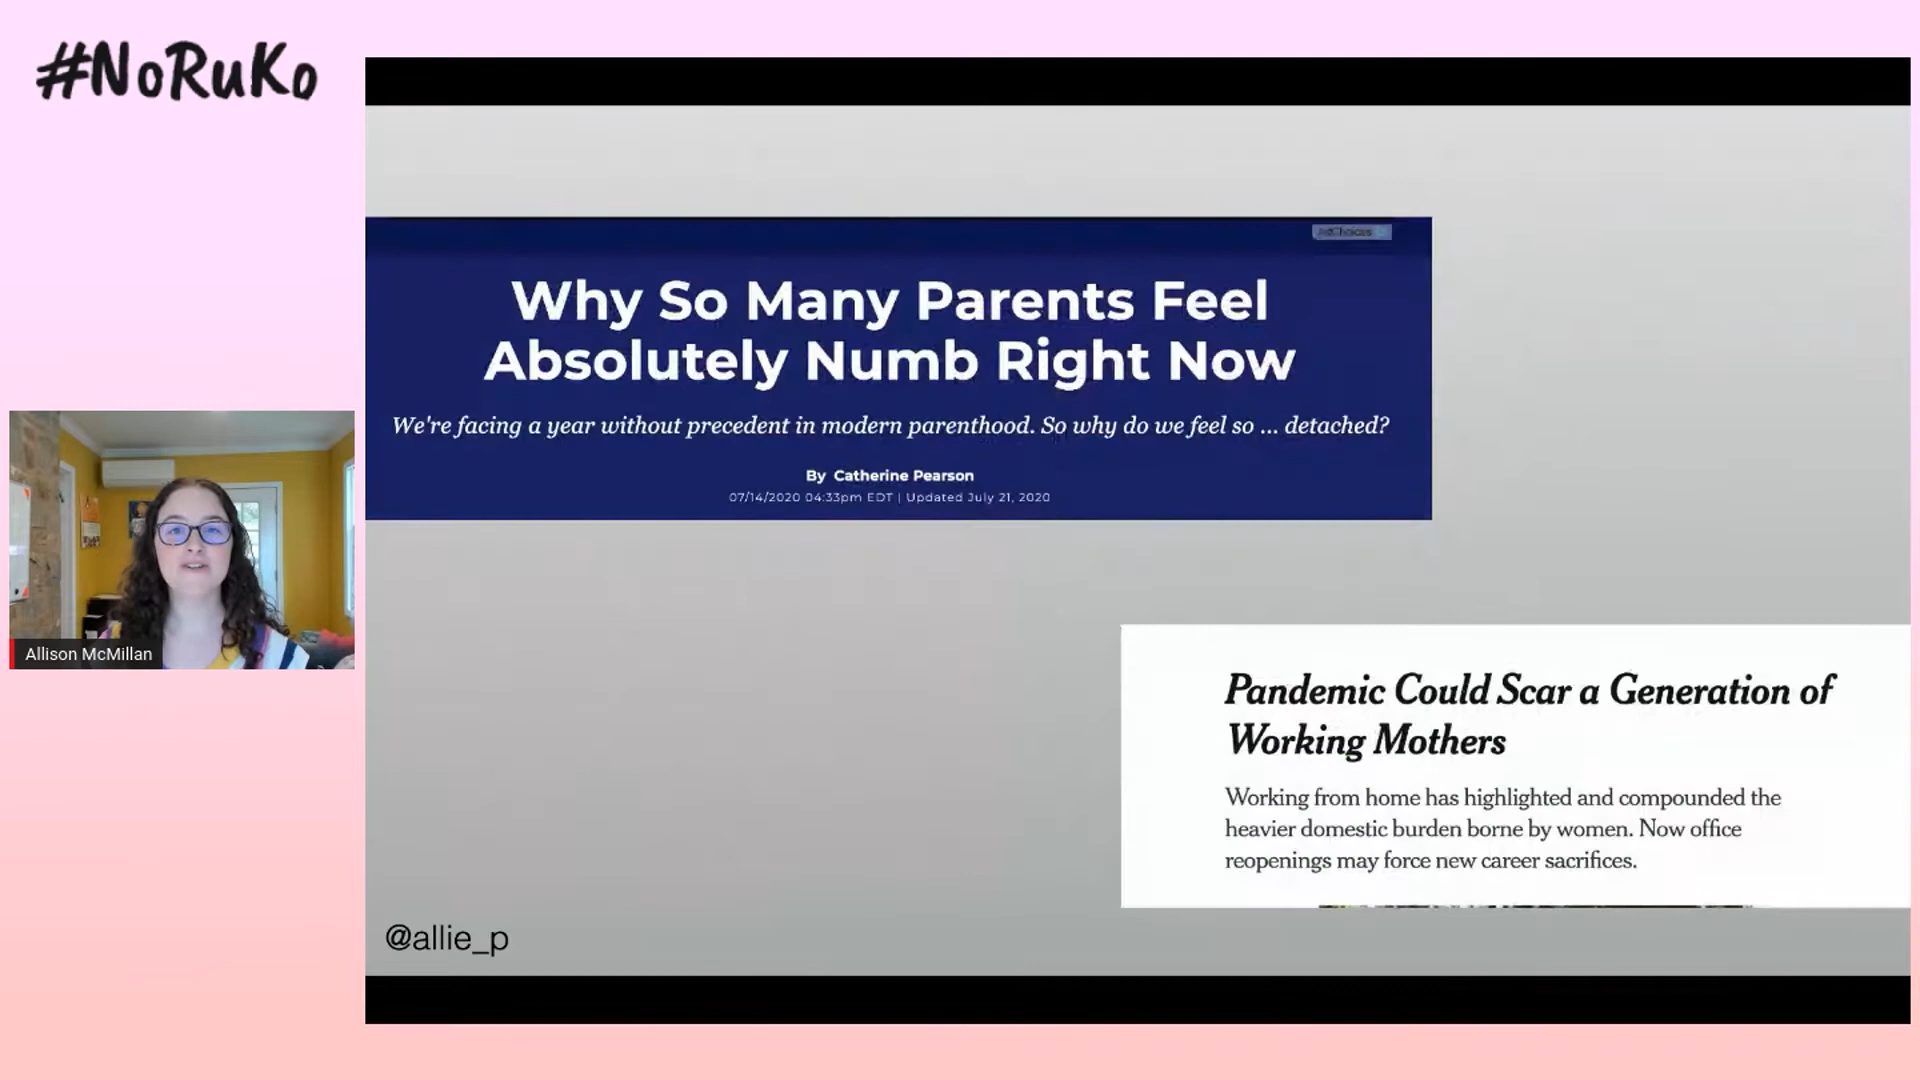 #NoRuKo
AdChoices
Why So Many Parents Feel
Absolutely Numb Right Now
We're facing a year without precedent in modern parenthood. So why do we feel so ... detached?
By Catherine Pearson
07/14/2020 04:33pm EDT | Updated July 21, 2020
Allison McMillan
Pandemic Could Scar a Generation of
Working Mothers
Working from home has highlighted and compounded the
heavier domestic burden borne by women. Now office
reopenings may force new career sacrifices.
@allie_p